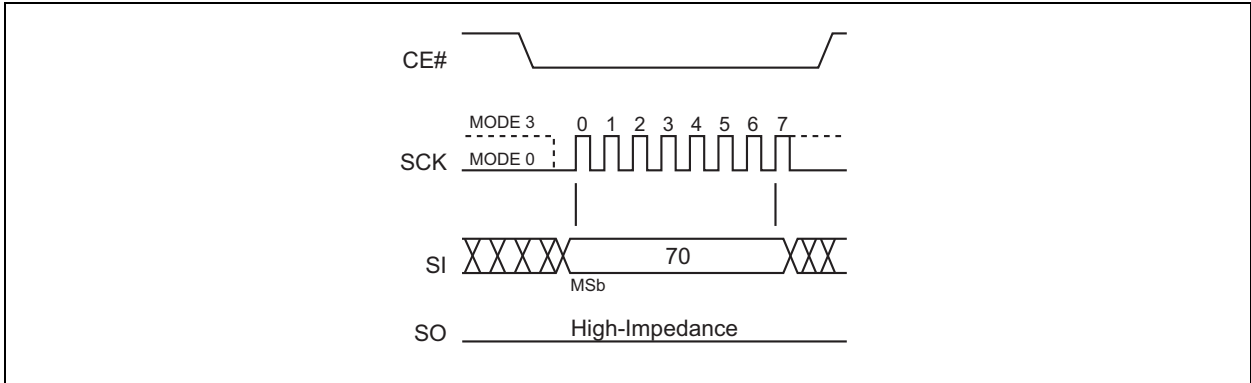 CE#
MODE 3
0 1 2 3 4 5 6 7
SCK
MODE 0
SI
70
MSb
SO
High-Impedance